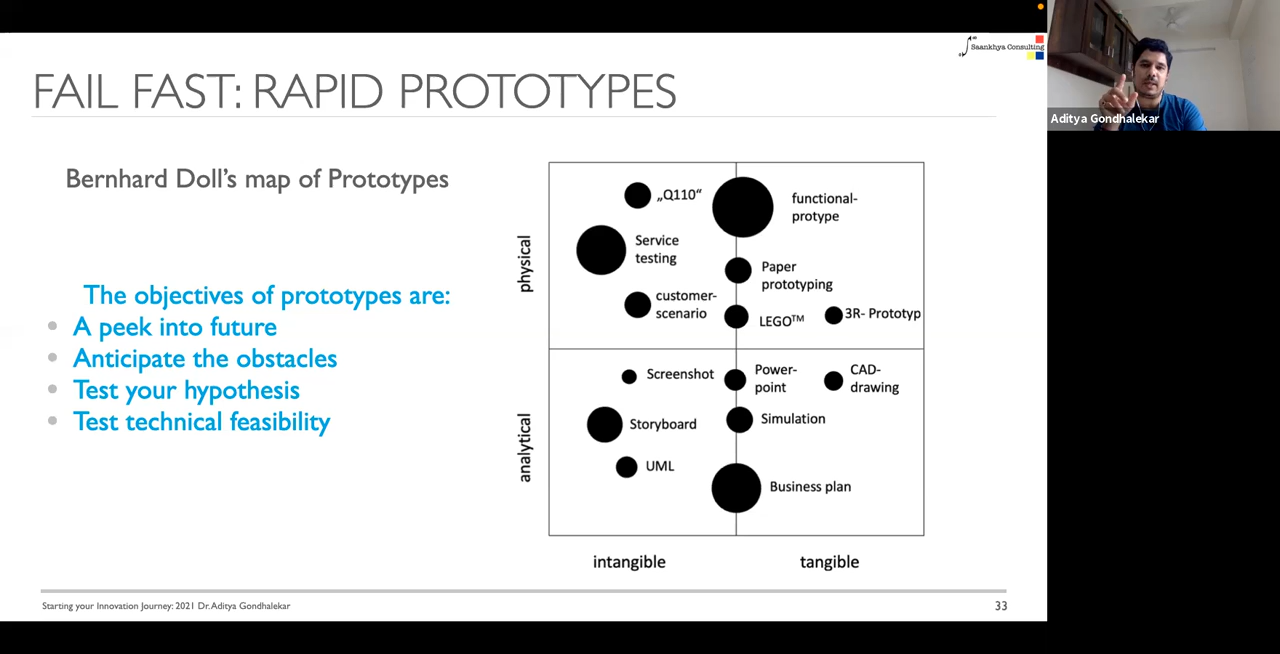 Saankhya Consulting
FAIL FAST: RAPID PROTOTYPES
Aditya Gondhalekar
Bernhard Doll's map of Prototypes
The objectives of prototypes are:
• A peek into future
• Anticipate the obstacles
• Test your hypothesis
• Test technical feasibility
physical
„Q110“
functional-
protype
Service
testing
Paper
prototyping
customer-
scenario
LEGO™
3R- Prototyp
analytical
Screenshot
Power-
point
CAD-
drawing
Storyboard
Simulation
UML
Business plan
intangible
tangible
Starting your Innovation Journey: 2021 Dr. Aditya Gondhalekar
33